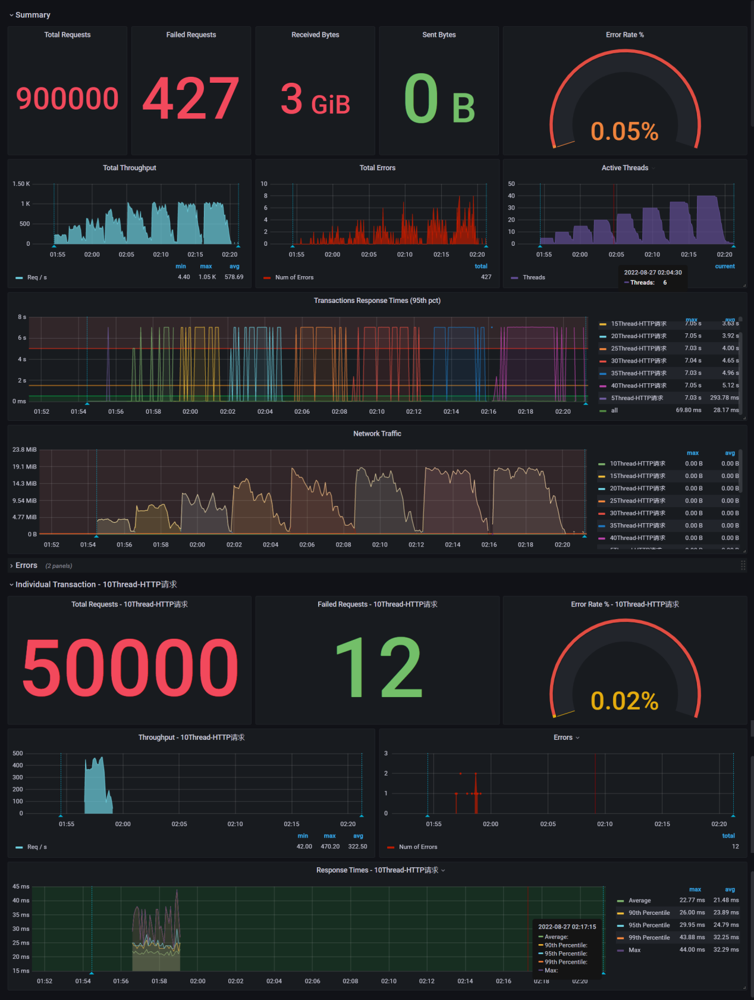 Summary
Total Requests
Failed Requests
Received Bytes
Sent Bytes
Error Rate %
900000
427
3 GiB
0 B
0.05%
Total Throughput
1.50 K
1 K
500
0
01:55 02:00 02:05 02:10 02:15 02:20
min max avg
Req / s 4.40 1.05 K 578.69
Total Errors
10
8
6
4
2
0
01:55 02:00 02:05 02:10 02:15 02:20
total
Num of Errors 427
Active Threads
50
40
30
20
10
0
01:55 02:00 02:05 02:10 02:15 02:20
current
Threads
2022-08-27 02:04:30
Threads: 6
Transactions Response Times (95th pct)
8 s
6 s
4 s
2 s
0 ms
01:52 01:54 01:56 01:58 02:00 02:02 02:04 02:06 02:08 02:10 02:12 02:14 02:16 02:18 02:20
max avg
15Thread-HTTP请求 7.05 s 3.63 s
20Thread-HTTP请求 7.05 s 3.92 s
25Thread-HTTP请求 7.03 s 4.00 s
30Thread-HTTP请求 7.04 s 4.65 s
35Thread-HTTP请求 7.03 s 4.96 s
40Thread-HTTP请求 7.05 s 5.12 s
5Thread-HTTP请求 7.03 s 293.78 ms
all 69.80 ms 28.17 ms
Network Traffic
23.8 MiB
19.1 MiB
14.3 MiB
9.54 MiB
4.77 MiB
0 B
01:52 01:54 01:56 01:58 02:00 02:02 02:04 02:06 02:08 02:10 02:12 02:14 02:16 02:18 02:20
max avg
10Thread-HTTP请求 0.00 B 0.00 B
15Thread-HTTP请求 0.00 B 0.00 B
20Thread-HTTP请求 0.00 B 0.00 B
25Thread-HTTP请求 0.00 B 0.00 B
30Thread-HTTP请求 0.00 B 0.00 B
35Thread-HTTP请求 0.00 B 0.00 B
40Thread-HTTP请求 0.00 B 0.00 B
Errors (2 panels)
Individual Transaction - 10Thread-HTTP请求
Total Requests - 10Thread-HTTP请求
Failed Requests - 10Thread-HTTP请求
Error Rate % - 10Thread-HTTP请求
50000
12
0.02%
Throughput - 10Thread-HTTP请求
500
400
300
200
100
0
01:55 02:00 02:05 02:10 02:15 02:20
min max avg
Req / s 42.00 470.20 322.50
Errors
3
2
1
0
01:55 02:00 02:05 02:10 02:15 02:20
total
Num of Errors 12
Response Times - 10Thread-HTTP请求
45 ms
40 ms
35 ms
30 ms
25 ms
20 ms
15 ms
01:52 01:54 01:56 01:58 02:00 02:02 02:04 02:06 02:08 02:10 02:12 02:14 02:16 02:18 02:20
2022-08-27 02:17:15
Average:
90th Percentile:
95th Percentile:
99th Percentile:
Max:
max avg
Average 22.77 ms 21.48 ms
90th Percentile 26.00 ms 23.89 ms
95th Percentile 29.95 ms 24.79 ms
99th Percentile 43.88 ms 32.25 ms
Max 44.00 ms 32.29 ms